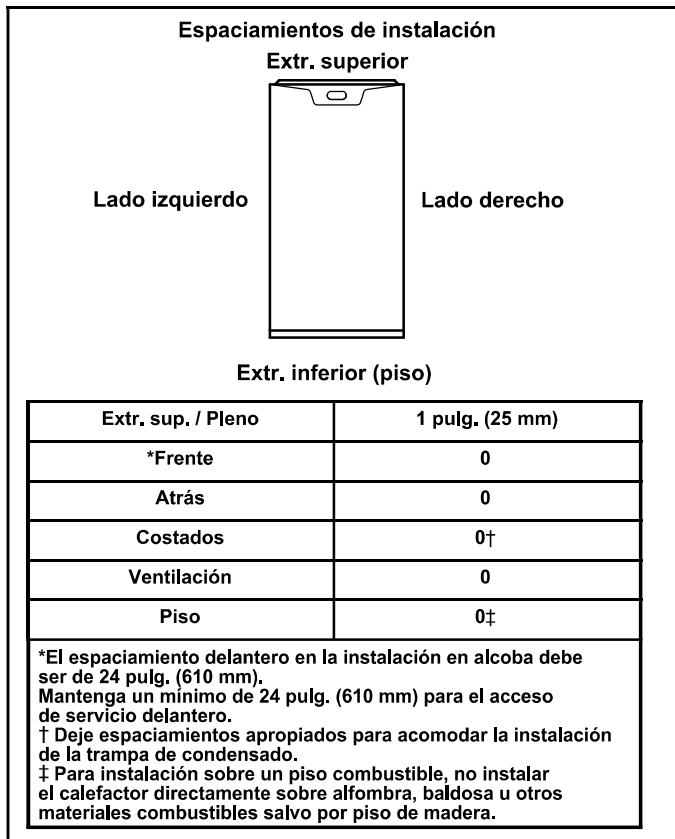 Espaciamientos de instalación
Extr. superior
Lado izquierdo
Lado derecho
Extr. inferior (piso)
Extr. sup. / Pleno 1 pulg. (25 mm)
*Frente 0
Atrás 0
Costados 0†
Ventilación 0
Piso 0‡
*El espaciamiento delantero en la instalación en alcoba debe
ser de 24 pulg. (610 mm).
Mantenga un mínimo de 24 pulg. (610 mm) para el acceso
de servicio delantero.
† Deje espaciamientos apropiados para acomodar la instalación
de la trampa de condensado.
‡ Para instalación sobre un piso combustible, no instalar
el calefactor directamente sobre alfombra, baldosa u otros
materiales combustibles salvo por piso de madera.